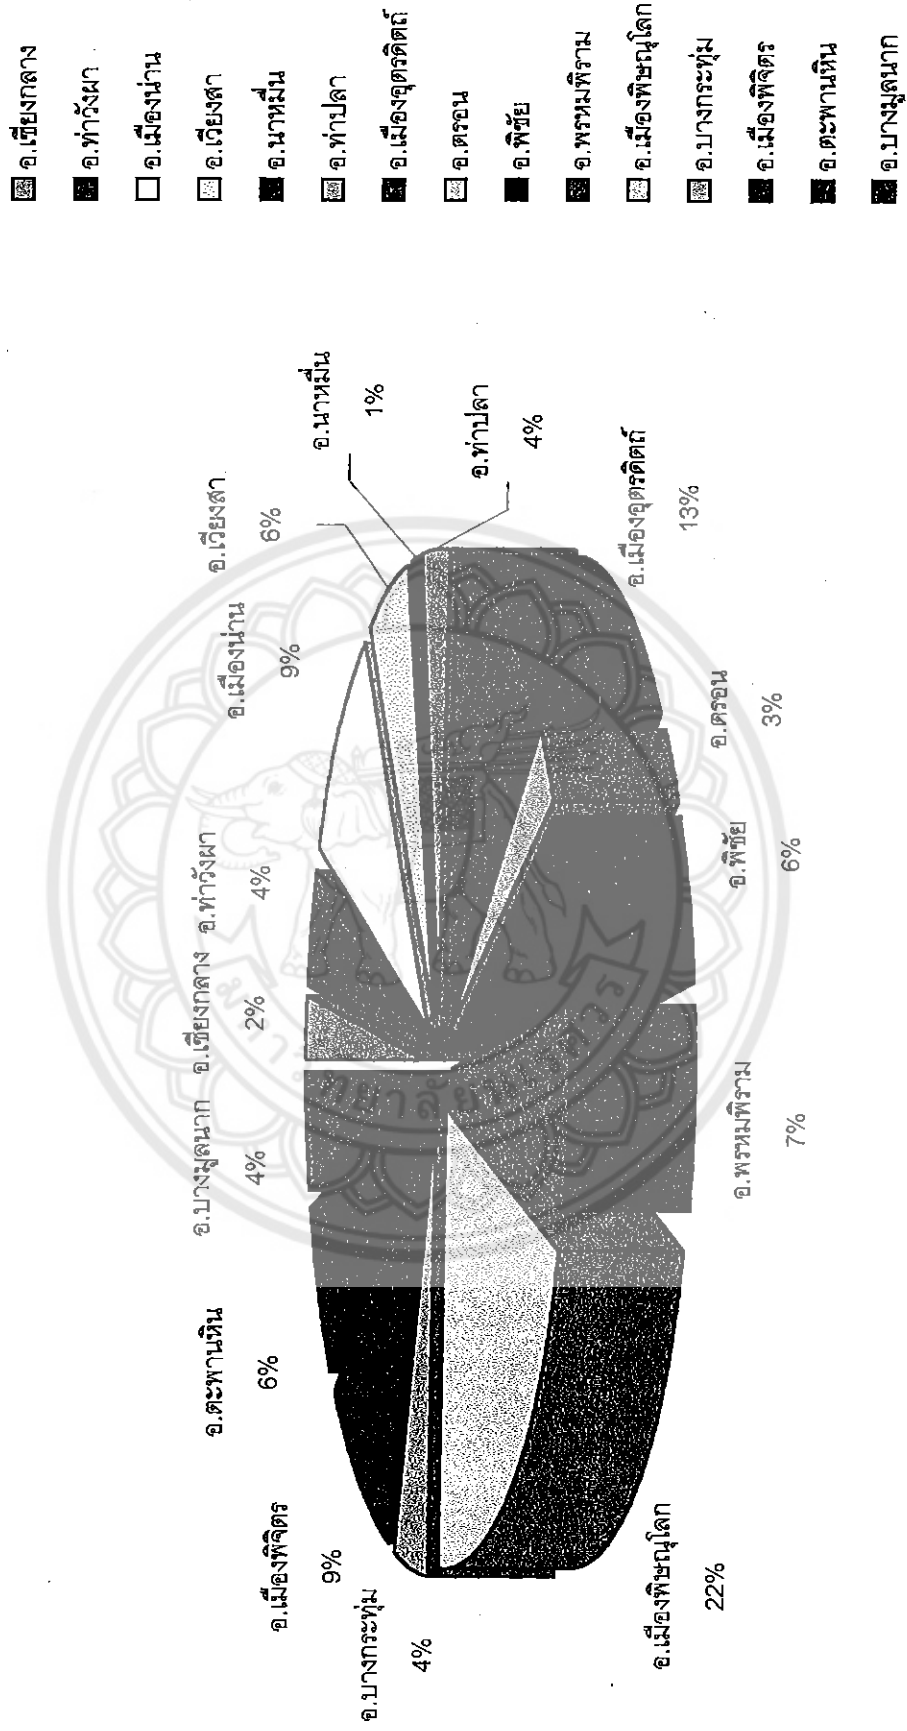 อ.เวียงสา
6%
อ.นาหมื่น
1%
อ.เมืองน่าน
9%
อ.ท่าปลา
4%
อ.ท่าวังผา
4%
อ.เชียงกลาง
2%
อ.บางมูลนาก
4%
อ.เมืองอุตรดิตถ์
13%
อ.ตะพานหิน
6%
อ.ตรอน
3%
อ.เมืองพิจิตร
9%
อ.พิชัย
6%
อ.บางกระทุ่ม
4%
อ.พรหมพิราม
7%
อ.เมืองพิษณุโลก
22%
อ.เชียงกลาง
อ.ท่าวังผา
อ.เมืองน่าน
อ.เวียงสา
อ.นาหมื่น
อ.ท่าปลา
อ.เมืองอุตรดิตถ์
อ.ตรอน
อ.พิชัย
อ.พรหมพิราม
อ.เมืองพิษณุโลก
อ.บางกระทุ่ม
อ.เมืองพิจิตร
อ.ตะพานหิน
อ.บางมูลนาก